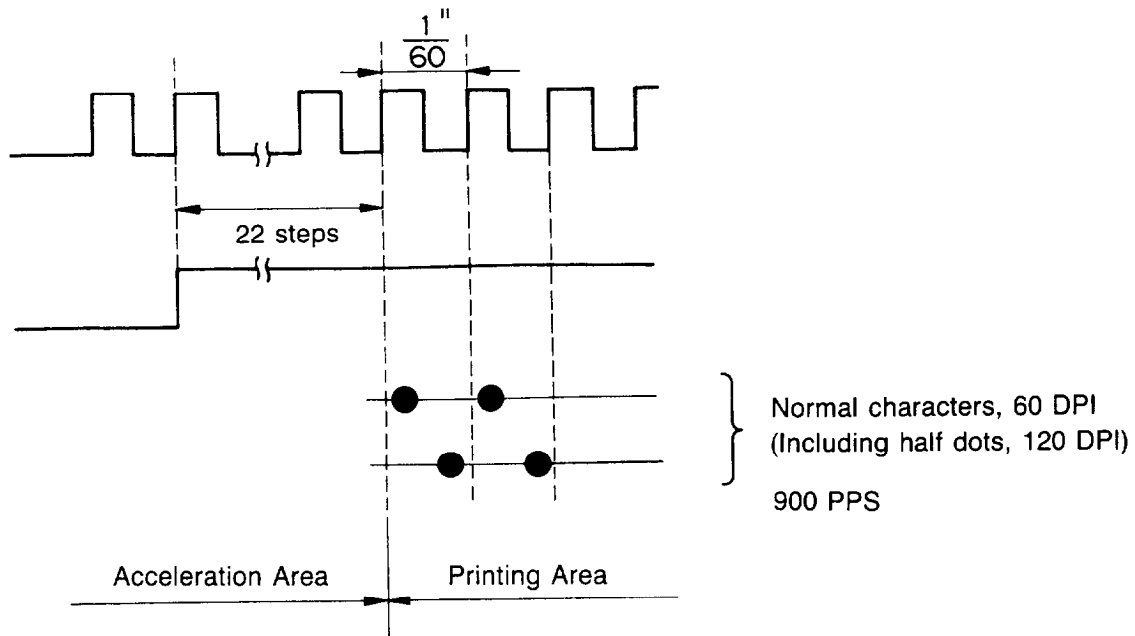 1"
60
22 steps
Normal characters, 60 DPI
(Including half dots, 120 DPI)
900 PPS
Acceleration Area
Printing Area